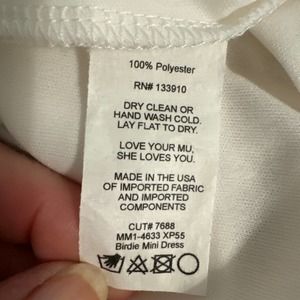 100% Polyester
RN# 133910
DRY CLEAN OR
HAND WASH COLD.
LAY FLAT TO DRY.
LOVE YOUR MU,
SHE LOVES YOU.
MADE IN THE USA
OF IMPORTED FABRIC
AND IMPORTED
COMPONENTS
CUT# 7688
MM1-4633 XP55
Birdie Mini Dress